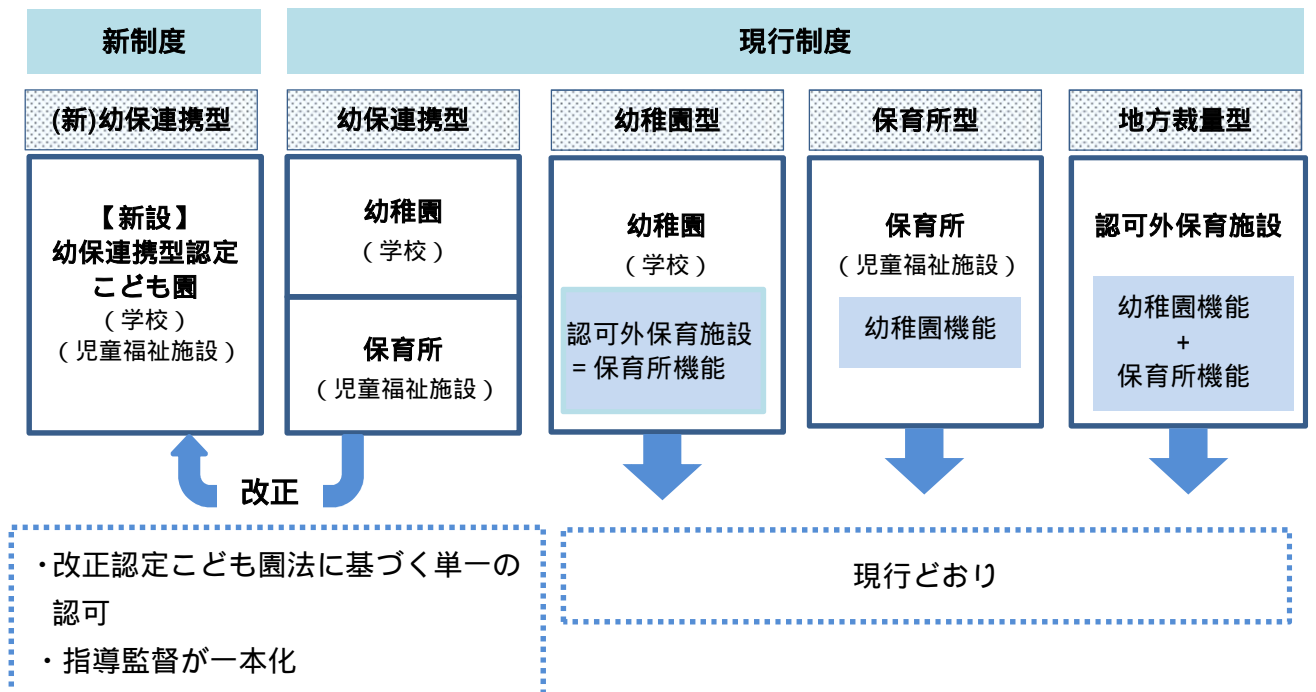 新制度
現行制度
(新)幼保連携型
幼保連携型
幼稚園型
保育所型
地方裁量型
【新設】
幼保連携型認定
こども園
（学校）
（児童福祉施設）
幼稚園
（学校）
保育所
（児童福祉施設）
幼稚園
（学校）
認可外保育施設
＝保育所機能
保育所
（児童福祉施設）
幼稚園機能
認可外保育施設
幼稚園機能
+
保育所機能
改正
・改正認定こども園法に基づく単一の
認可
・指導監督が一本化
現行どおり